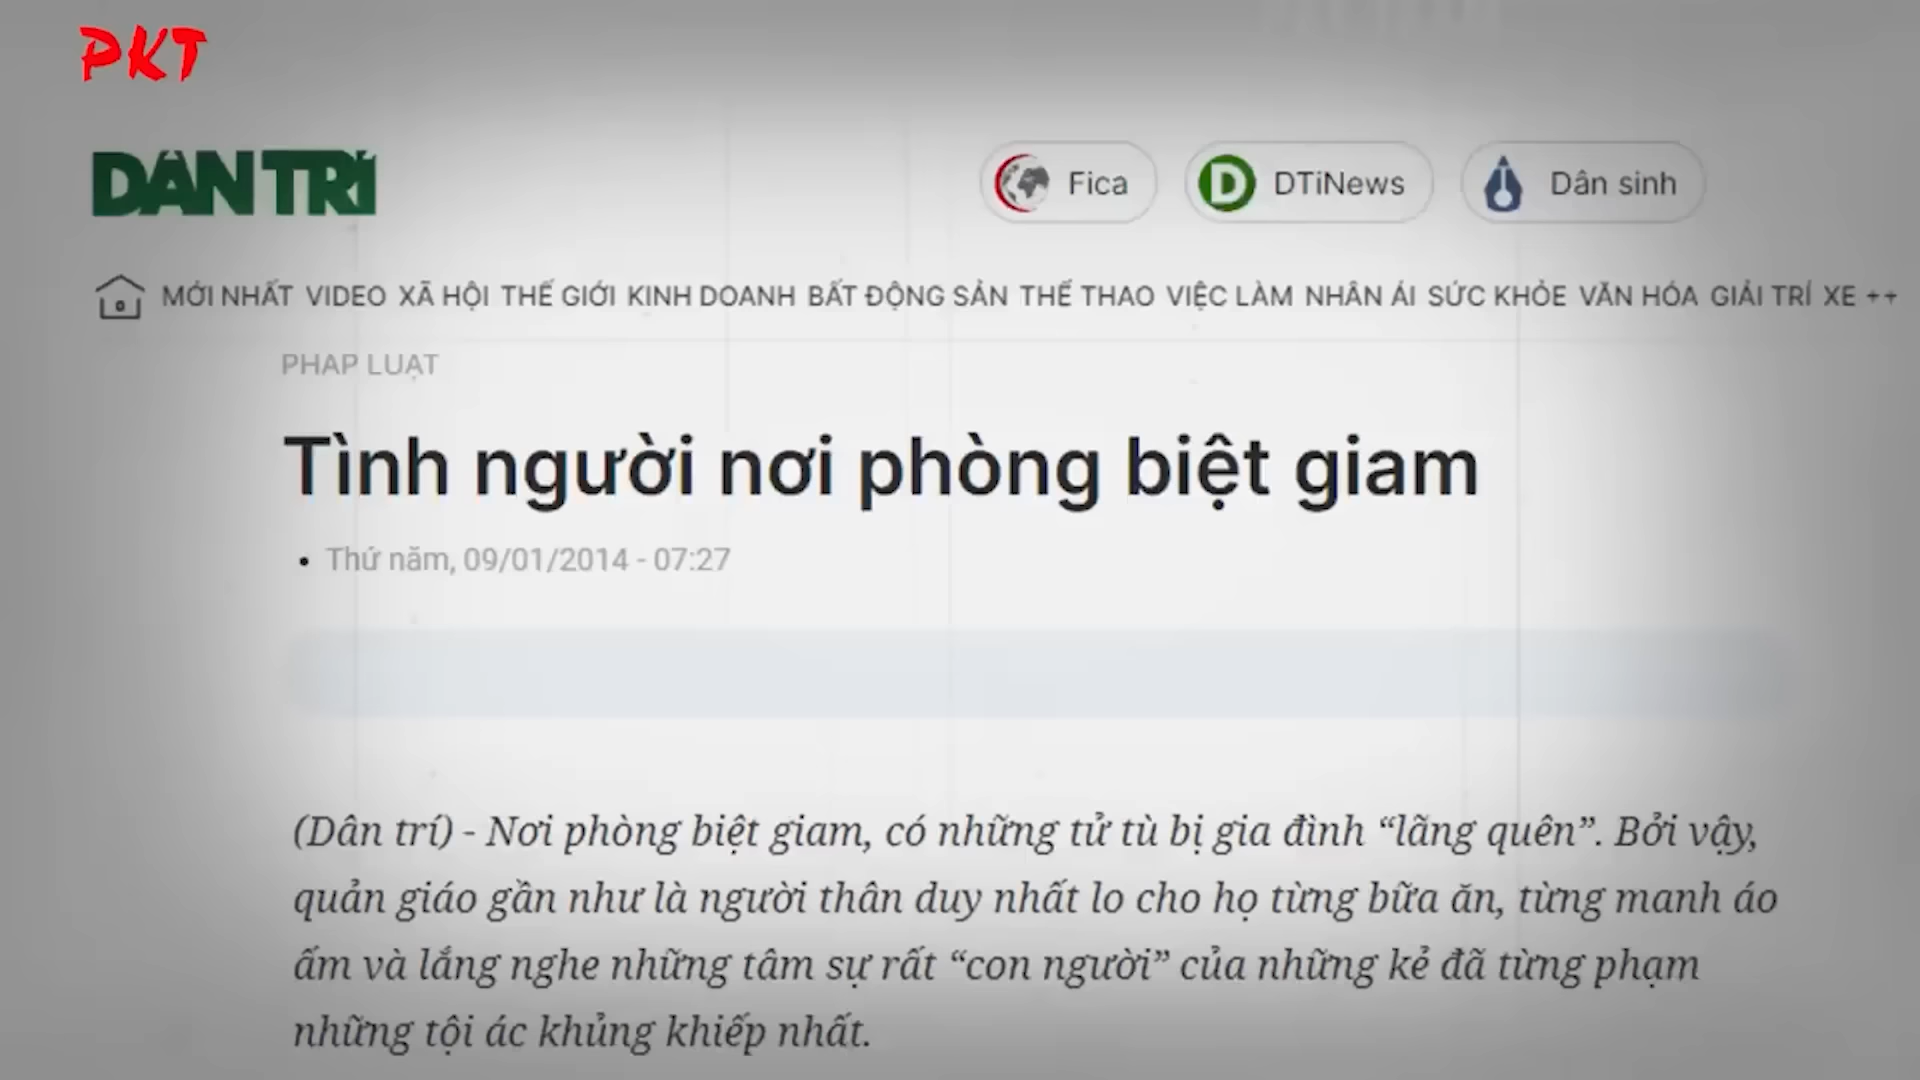 PKT
DÂN TRÍ
Fica
DTiNews
Dân sinh
MỚI NHẤT VIDEO XÃ HỘI THẾ GIỚI KINH DOANH BẤT ĐỘNG SẢN THỂ THAO VIỆC LÀM NHÂN ÁI SỨC KHỎE VĂN HÓA GIẢI TRÍ XE ++
PHAP LUẠT
Tình người nơi phòng biệt giam
• Thứ năm, 09/01/2014 - 07:27
(Dân trí) - Nơi phòng biệt giam, có những tử tù bị gia đình “lãng quên”. Bởi vậy,
quản giáo gần như là người thân duy nhất lo cho họ từng bữa ăn, từng manh áo
ấm và lắng nghe những tâm sự rất “con người” của những kẻ đã từng phạm
những tội ác khủng khiếp nhất.